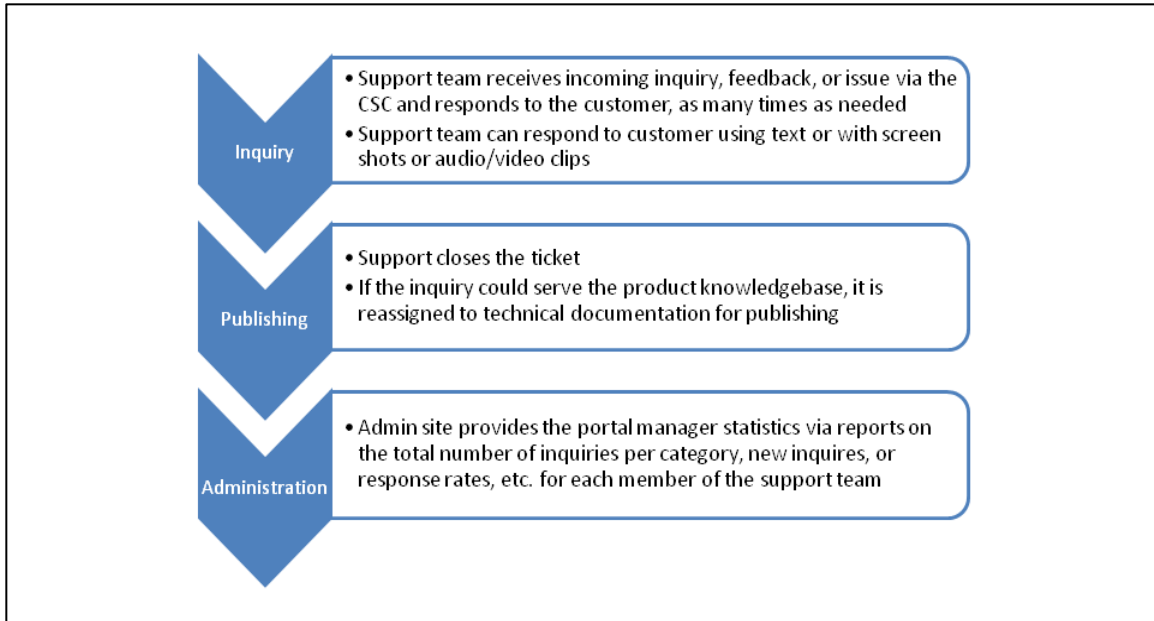 Inquiry
• Support team receives incoming inquiry, feedback, or issue via the
CSC and responds to the customer, as many times as needed
• Support team can respond to customer using text or with screen
shots or audio/video clips
Publishing
• Support closes the ticket
• If the inquiry could serve the product knowledgebase, it is
reassigned to technical documentation for publishing
Administration
• Admin site provides the portal manager statistics via reports on
the total number of inquiries per category, new inquires, or
response rates, etc. for each member of the support team